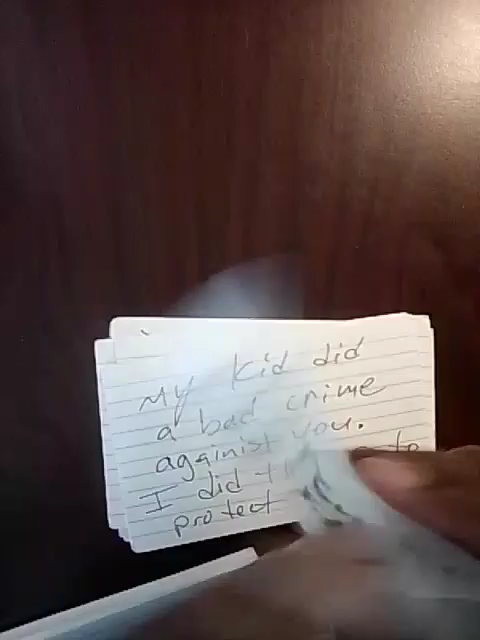 My kid did
a bad crime
againist you.
I did to
protect